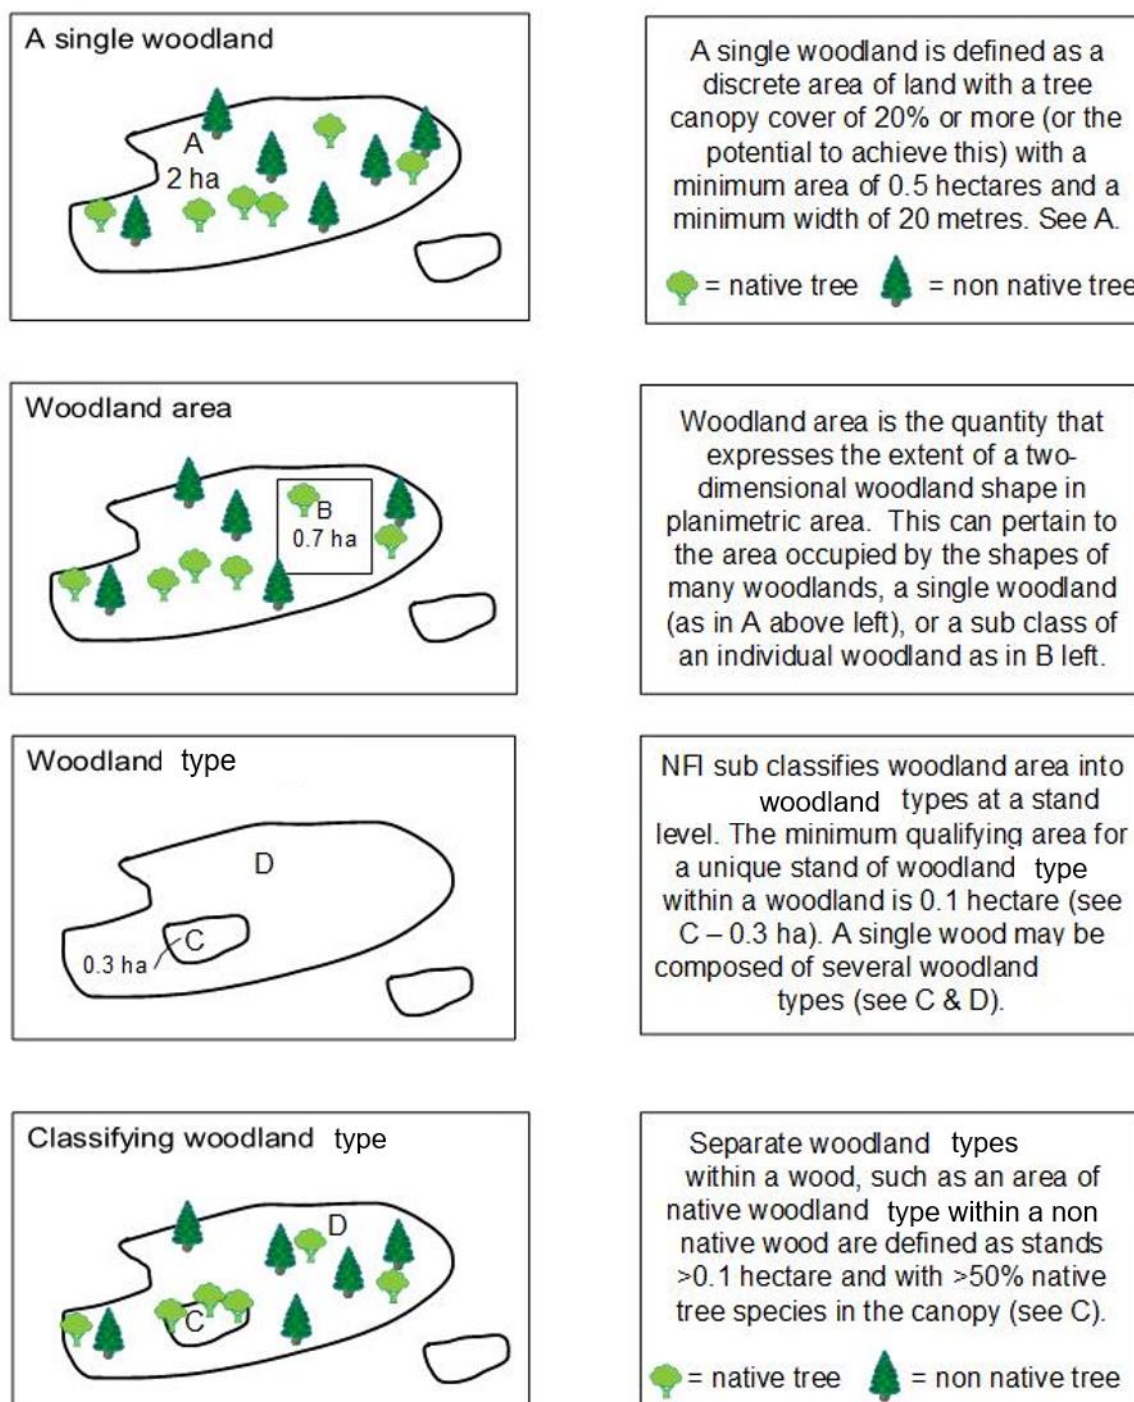 A single woodland
A
2 ha
A single woodland is defined as a
discrete area of land with a tree
canopy cover of 20% or more (or the
potential to achieve this) with a
minimum area of 0.5 hectares and a
minimum width of 20 metres. See A.
= native tree = non native tree
Woodland area
B
0.7 ha
Woodland area is the quantity that
expresses the extent of a two-
dimensional woodland shape in
planimetric area. This can pertain to
the area occupied by the shapes of
many woodlands, a single woodland
(as in A above left), or a sub class of
an individual woodland as in B left.
Woodland type
D
C
0.3 ha
NFI sub classifies woodland area into
woodland types at a stand
level. The minimum qualifying area for
a unique stand of woodland type
within a woodland is 0.1 hectare (see
C – 0.3 ha). A single wood may be
composed of several woodland
types (see C & D).
Classifying woodland type
D
C
Separate woodland types
within a wood, such as an area of
native woodland type within a non
native wood are defined as stands
>0.1 hectare and with >50% native
tree species in the canopy (see C).
= native tree = non native tree